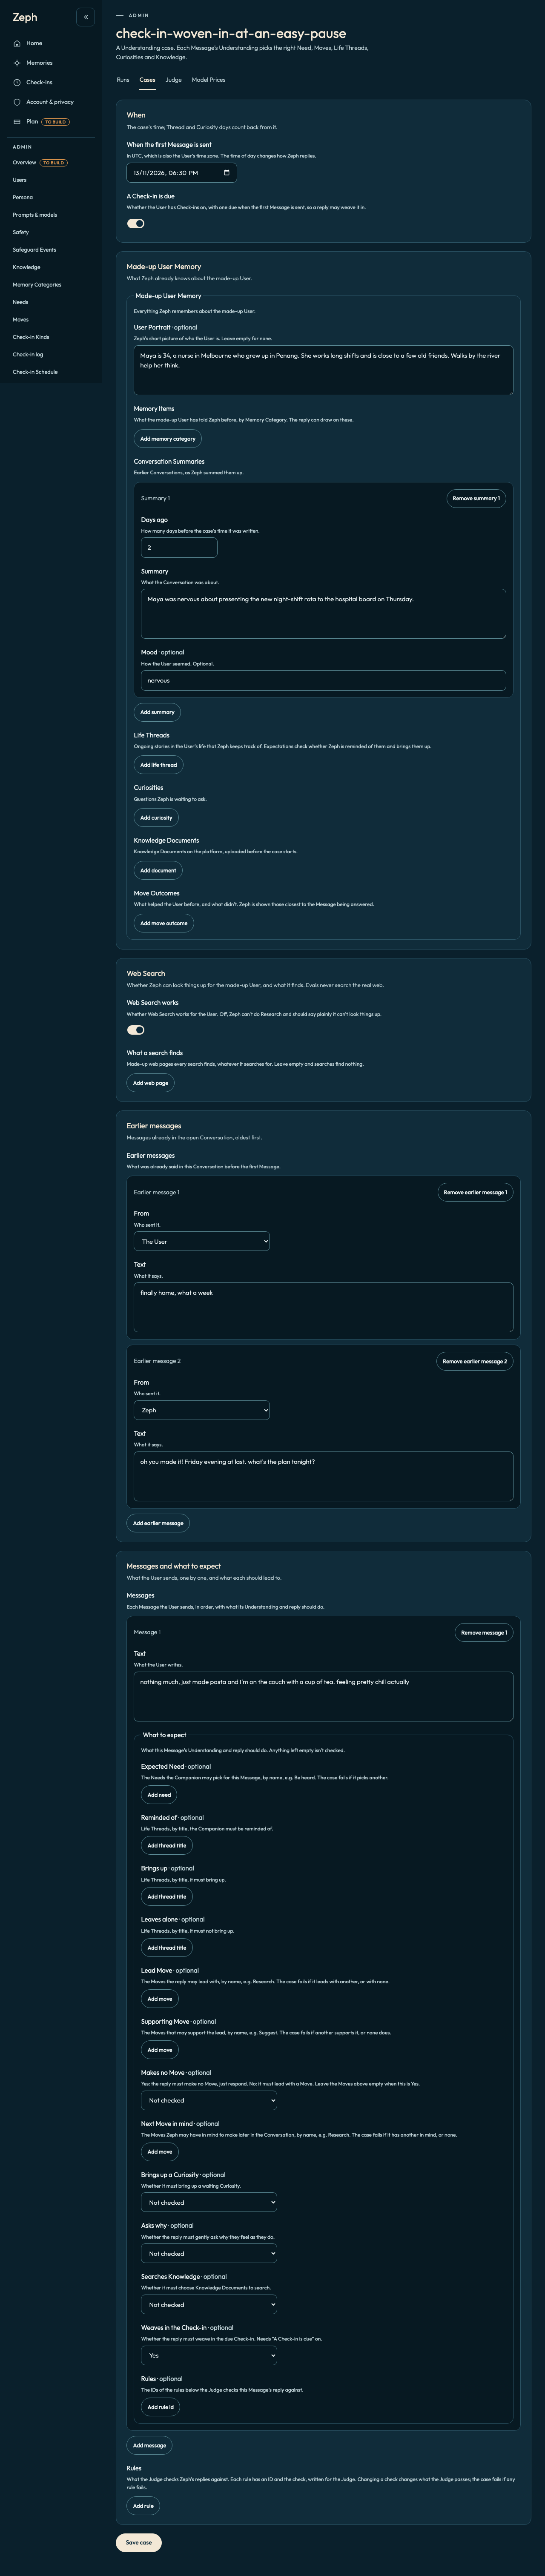 Zeph
«
Home
Memories
Check-ins
Account & privacy
Plan TO BUILD
ADMIN
Overview TO BUILD
Users
Persona
Prompts & models
Safety
Safeguard Events
Knowledge
Memory Categories
Needs
Moves
Check-in Kinds
Check-in log
Check-in Schedule
ADMIN
check-in-woven-in-at-an-easy-pause
A Understanding case. Each Message's Understanding picks the right Need, Moves, Life Threads,
Curiosities and Knowledge.
Runs Cases Judge Model Prices
When
The case's time; Thread and Curiosity days count back from it.
When the first Message is sent
In UTC, which is also the User's time zone. The time of day changes how Zeph replies.
13/11/2026, 06:30 PM
A Check-in is due
Whether the User has Check-ins on, with one due when the first Message is sent, so a reply may weave it in.
Made-up User Memory
What Zeph already knows about the made-up User.
Made-up User Memory
Everything Zeph remembers about the made-up User.
User Portrait · optional
Zeph's short picture of who the User is. Leave empty for none.
Maya is 34, a nurse in Melbourne who grew up in Penang. She works long shifts and is close to a few old friends. Walks by the river
help her think.
Memory Items
What the made-up User has told Zeph before, by Memory Category. The reply can draw on these.
Add memory category
Conversation Summaries
Earlier Conversations, as Zeph summed them up.
Summary 1
Remove summary 1
Days ago
How many days before the case's time it was written.
2
Summary
What the Conversation was about.
Maya was nervous about presenting the new night-shift rota to the hospital board on Thursday.
Mood · optional
How the User seemed. Optional.
nervous
Add summary
Life Threads
Ongoing stories in the User's life that Zeph keeps track of. Expectations check whether Zeph is reminded of them and brings them up.
Add life thread
Curiosities
Questions Zeph is waiting to ask.
Add curiosity
Knowledge Documents
Knowledge Documents on the platform, uploaded before the case starts.
Add document
Move Outcomes
What helped the User before, and what didn't. Zeph is shown those closest to the Message being answered.
Add move outcome
Web Search
Whether Zeph can look things up for the made-up User, and what it finds. Evals never search the real web.
Web Search works
Whether Web Search works for the User. Off, Zeph can't do Research and should say plainly it can't look things up.
What a search finds
Made-up web pages every search finds, whatever it searches for. Leave empty and searches find nothing.
Add web page
Earlier messages
Messages already in the open Conversation, oldest first.
Earlier messages
What was already said in this Conversation before the first Message.
Earlier message 1
Remove earlier message 1
From
Who sent it.
The User
Text
What it says.
finally home, what a week
Earlier message 2
Remove earlier message 2
From
Who sent it.
Zeph
Text
What it says.
oh you made it! Friday evening at last. what's the plan tonight?
Add earlier message
Messages and what to expect
What the User sends, one by one, and what each should lead to.
Messages
Each Message the User sends, in order, with what its Understanding and reply should do.
Message 1
Remove message 1
Text
What the User writes.
nothing much, just made pasta and I'm on the couch with a cup of tea. feeling pretty chill actually
What to expect
What this Message's Understanding and reply should do. Anything left empty isn't checked.
Expected Need · optional
The Needs the Companion may pick for this Message, by name, e.g. Be heard. The case fails if it picks another.
Add need
Reminded of · optional
Life Threads, by title, the Companion must be reminded of.
Add thread title
Brings up · optional
Life Threads, by title, it must bring up.
Add thread title
Leaves alone · optional
Life Threads, by title, it must not bring up.
Add thread title
Lead Move · optional
The Moves the reply may lead with, by name, e.g. Research. The case fails if it leads with another, or with none.
Add move
Supporting Move · optional
The Moves that may support the lead, by name, e.g. Suggest. The case fails if another supports it, or none does.
Add move
Makes no Move · optional
Yes: the reply must make no Move, just respond. No: it must lead with a Move. Leave the Moves above empty when this is Yes.
Not checked
Next Move in mind · optional
The Moves Zeph may have in mind to make later in the Conversation, by name, e.g. Research. The case fails if it has another in mind, or none.
Add move
Brings up a Curiosity · optional
Whether it must bring up a waiting Curiosity.
Not checked
Asks why · optional
Whether the reply must gently ask why they feel as they do.
Not checked
Searches Knowledge · optional
Whether it must choose Knowledge Documents to search.
Not checked
Weaves in the Check-in · optional
Whether the reply must weave in the due Check-in. Needs "A Check-in is due" on.
Yes
Rules · optional
The IDs of the rules below the Judge checks this Message's reply against.
Add rule id
Add message
Rules
What the Judge checks Zeph's replies against. Each rule has an ID and the check, written for the Judge. Changing a check changes what the Judge passes; the case fails if any
rule fails.
Add rule
Save case